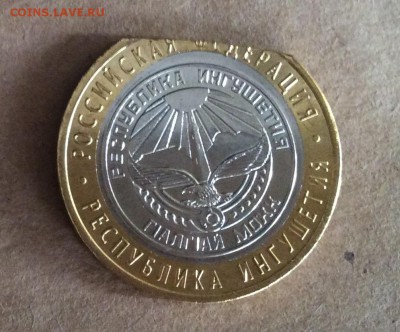 COINS.LAVE.RU
РОССИЙСКАЯ ФЕДЕРАЦИЯ
РЕСПУБЛИКА ИНГУШЕТИЯ
РЕСПУБЛИКА ИНГУШЕТИЯ
ГIАЛГIАЙ МОХК